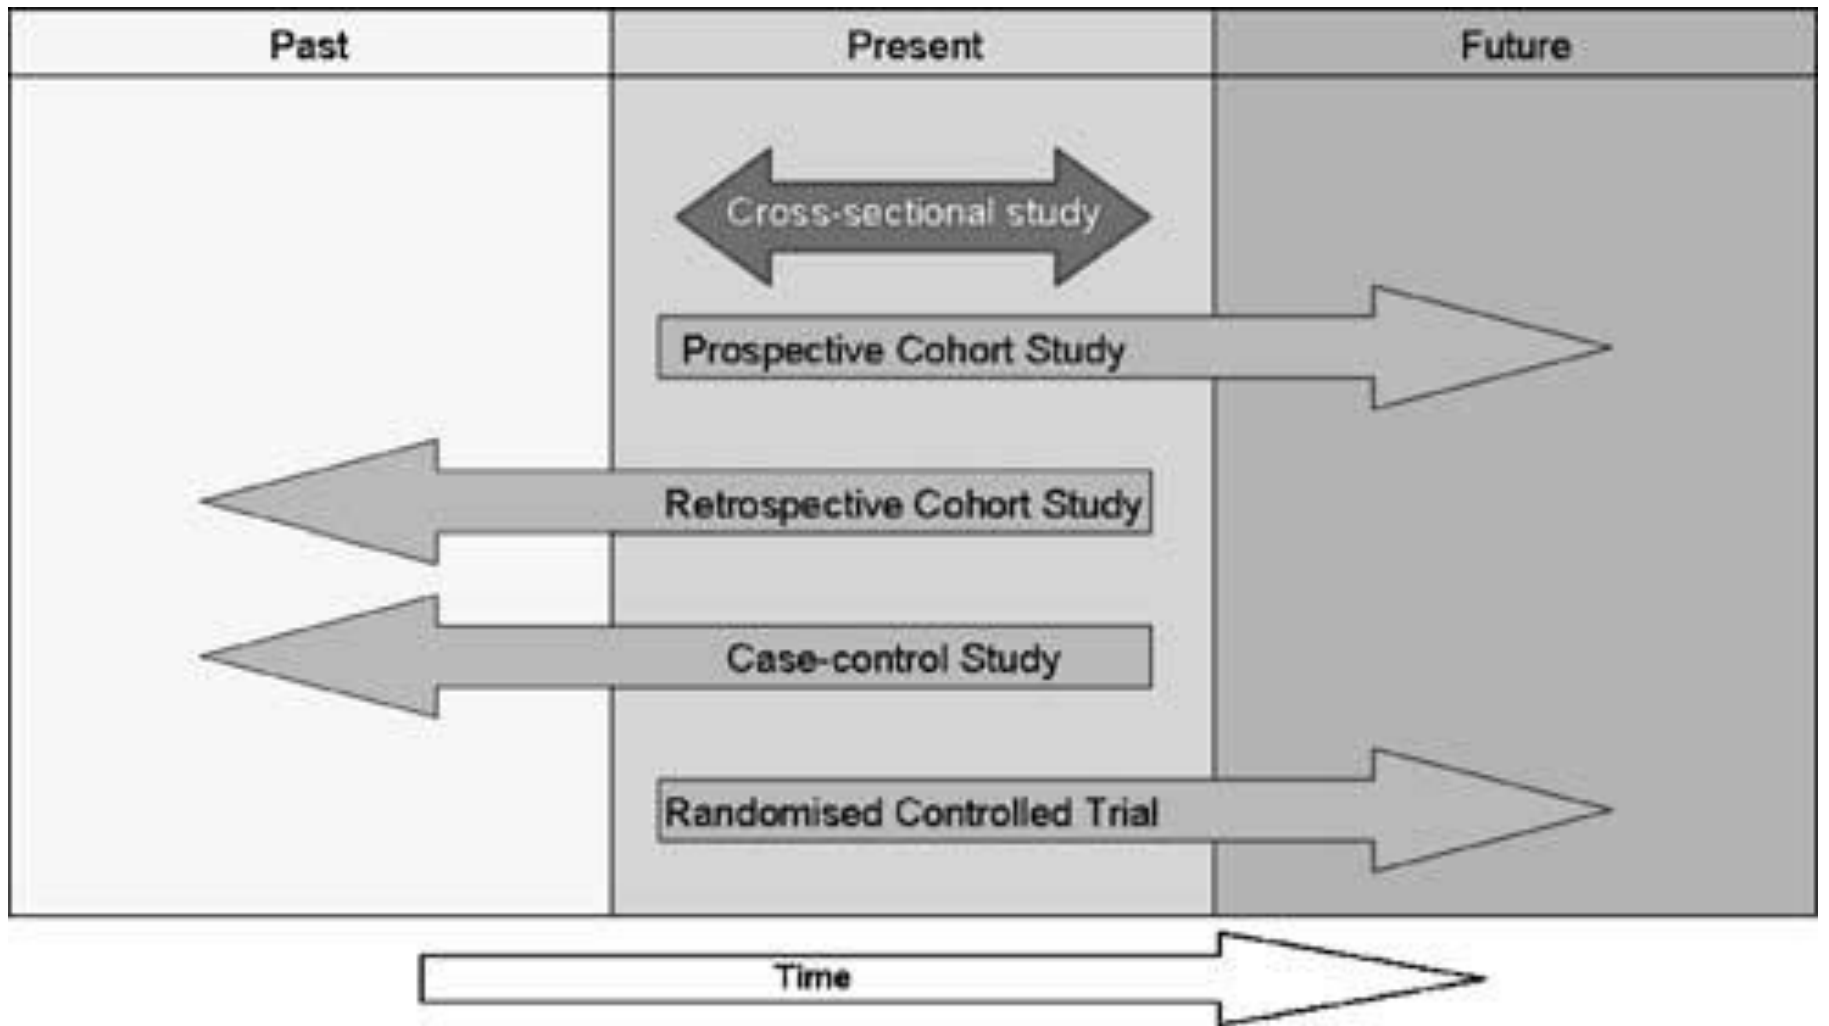 Past
Present
Future
Cross-sectional study
Prospective Cohort Study
Retrospective Cohort Study
Case-control Study
Randomised Controlled Trial
Time